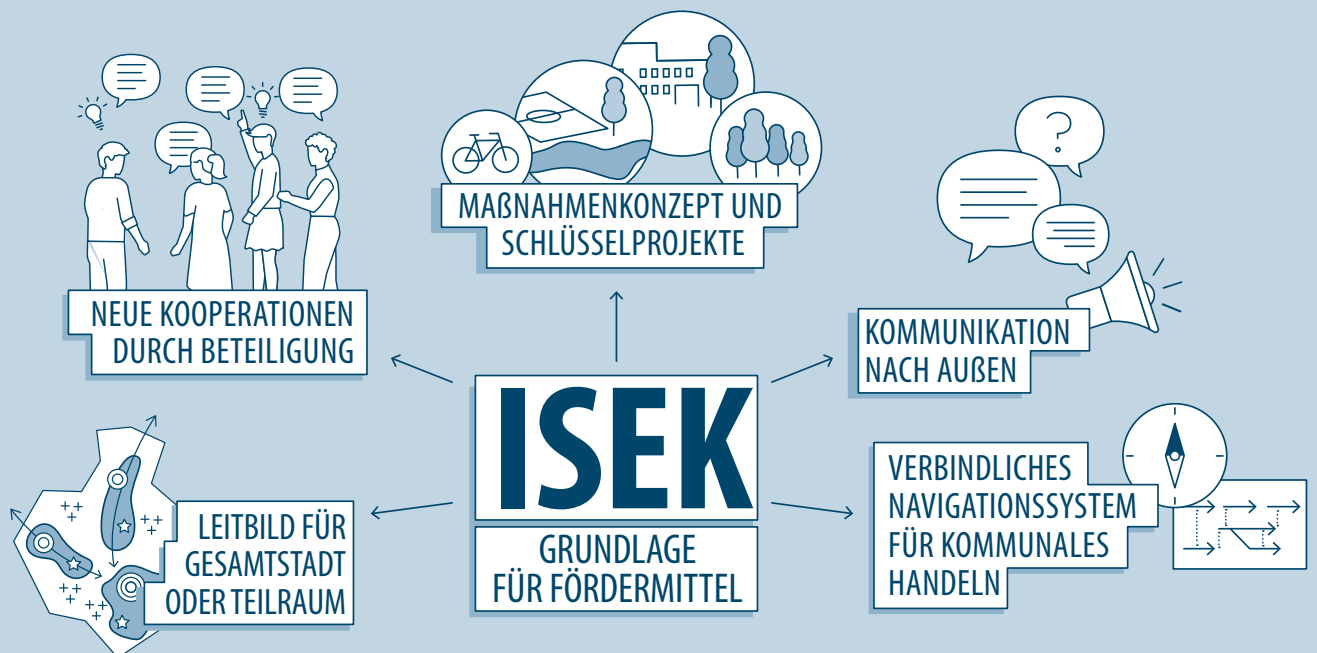 MAßNAHMENKONZEPT UND
SCHLÜSSELPROJEKTE
?
NEUE KOOPERATIONEN
DURCH BETEILIGUNG
KOMMUNIKATION
NACH AUßEN
ISEK
GRUNDLAGE
FÜR FÖRDERMITTEL
LEITBILD FÜR
GESAMTSTADT
ODER TEILRAUM
VERBINDLICHES
NAVIGATIONSSYSTEM
FÜR KOMMUNALES
HANDELN